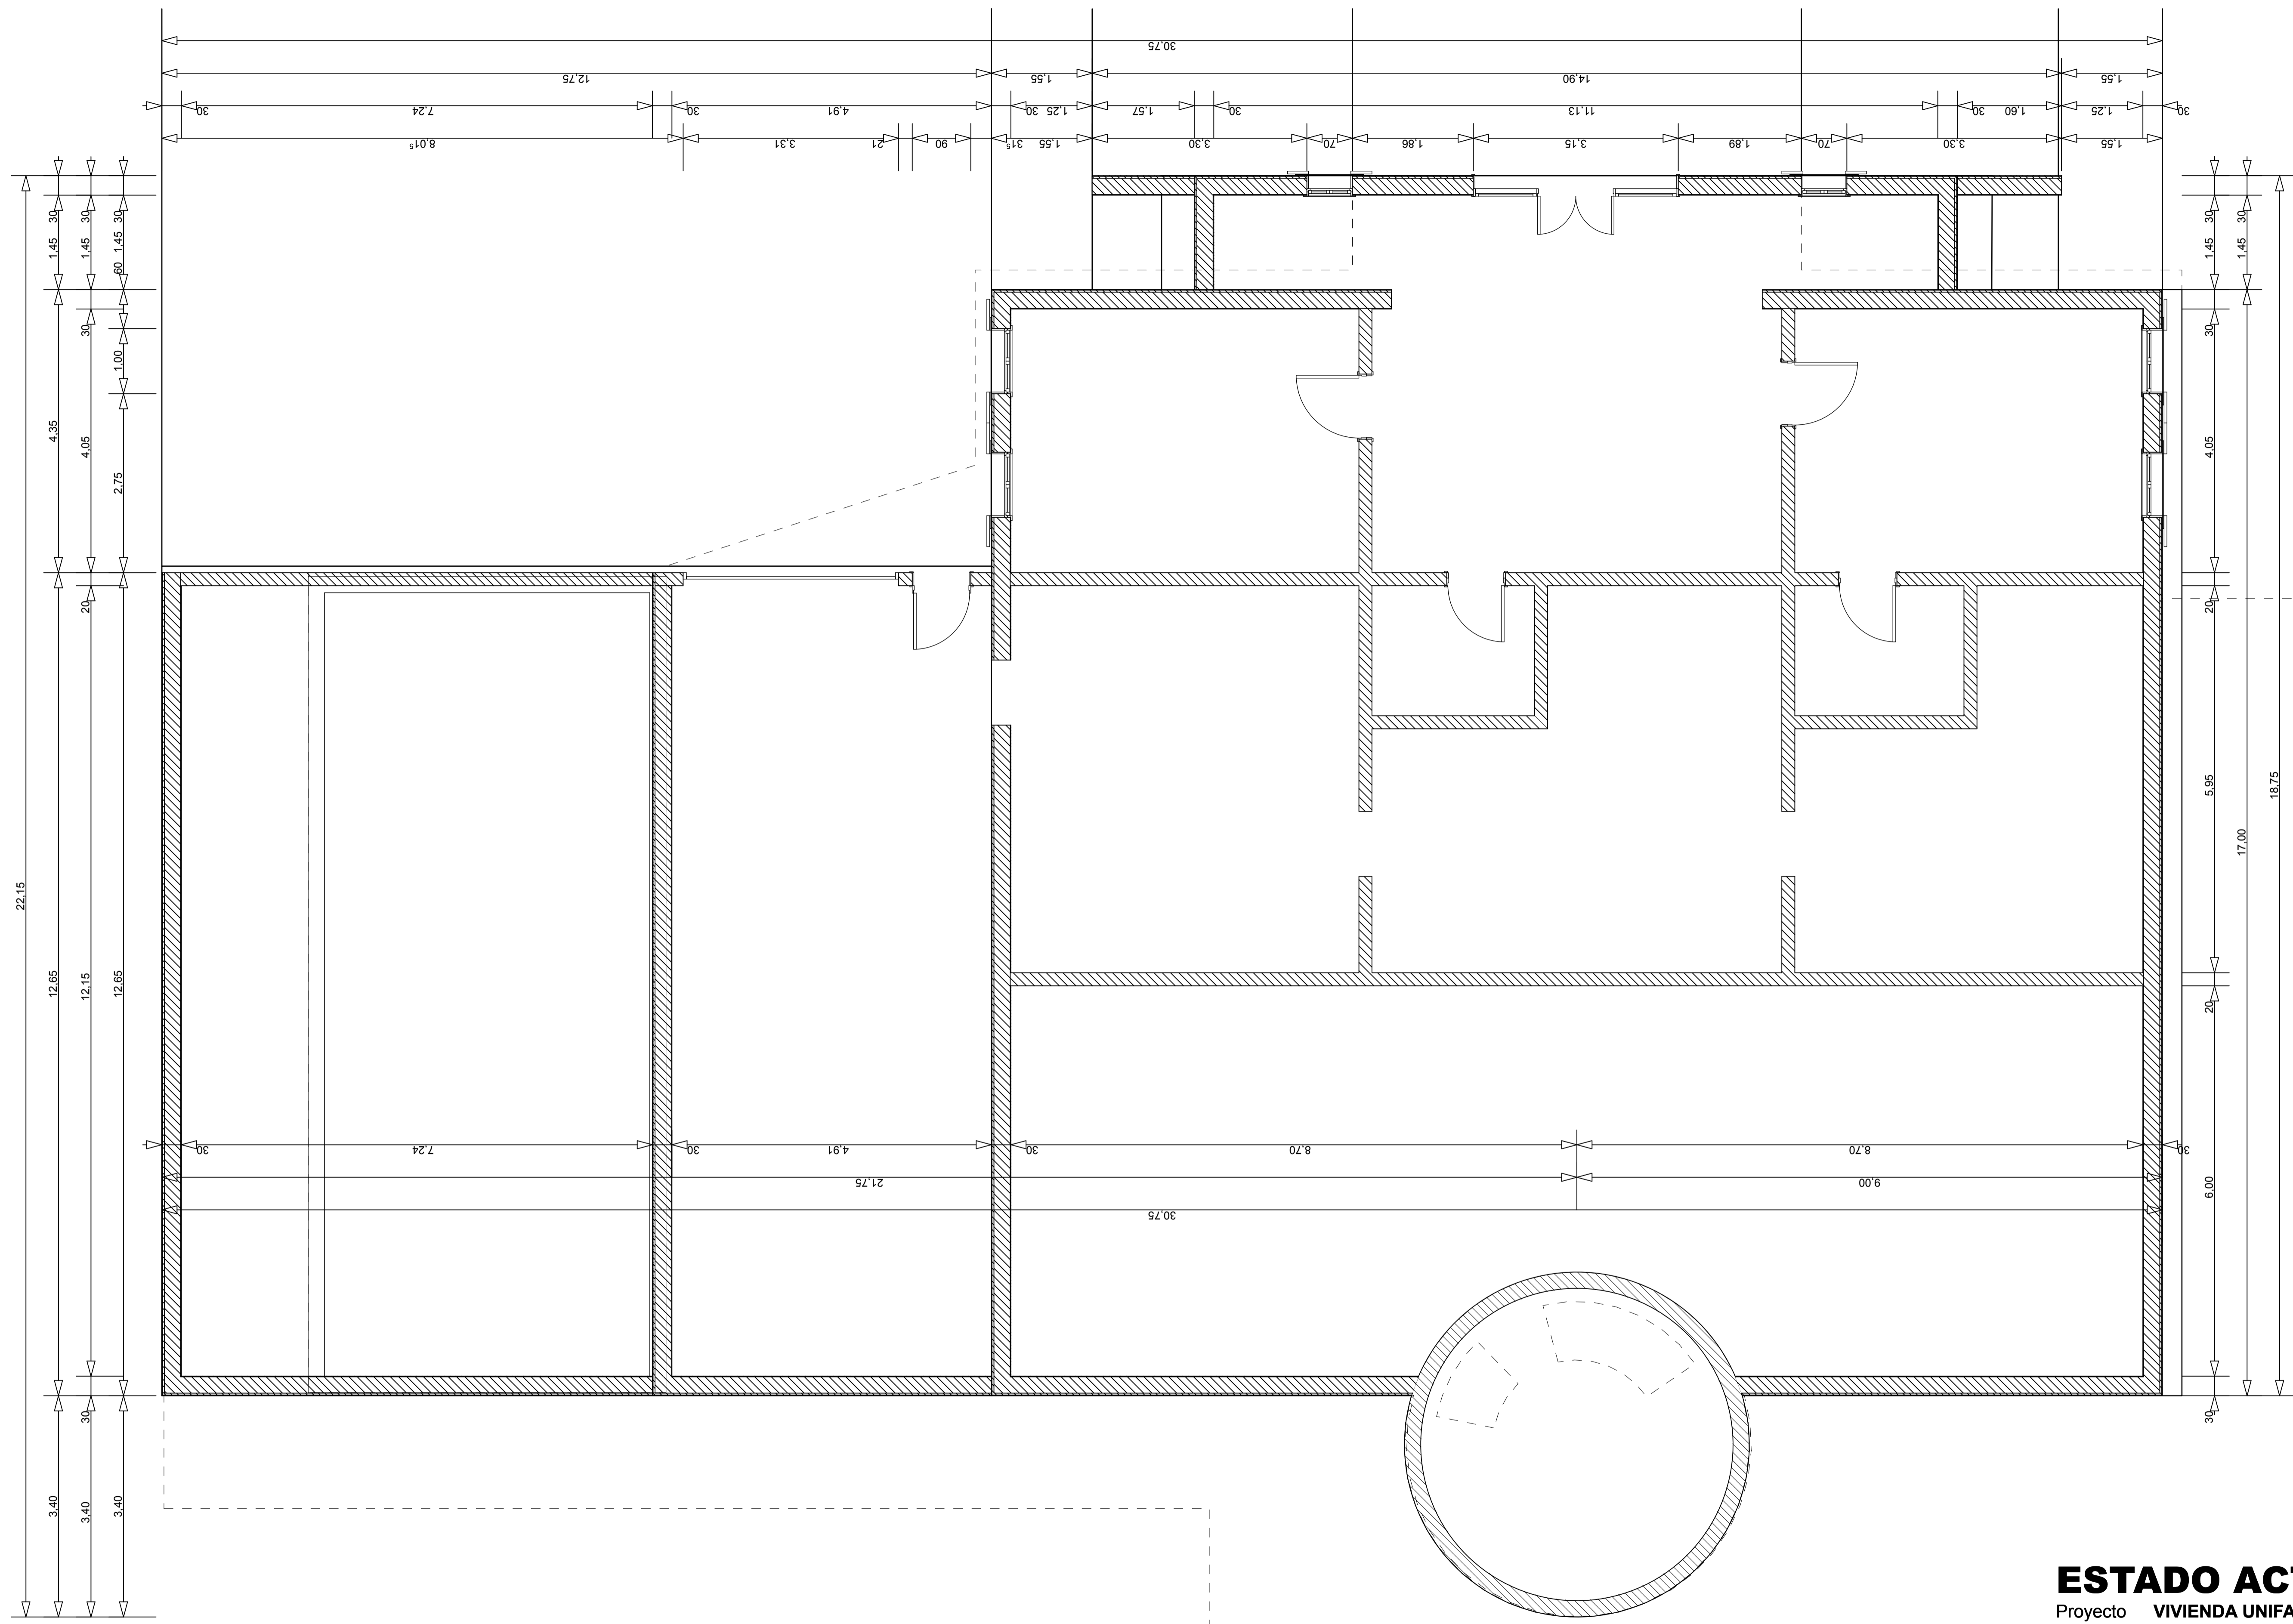 30,75
12,75 1,55 14,90 1,55
30 7,24 30 4,91 30 1,25 1,57 30 11,13 30 1,60 1,25 30
8,01⁵ 3,31 21 90 31⁵ 1,55 3,30 70 1,86 3,15 1,89 70 3,30 1,55
30 30 30 30 30
1,45 1,45 1,45 1,45 1,45
60
30 30
1,00
4,35 4,05 2,75 4,05
20 20
5,95
18,75
17,00
22,15
12,65 12,15 12,65
20
30 7,24 30 4,91 30 8,70 8,70 30
21,75 9,00
6,00
30,75
30 30
3,40 3,40 3,40
ESTADO AC
Proyecto VIVIENDA UNIFA